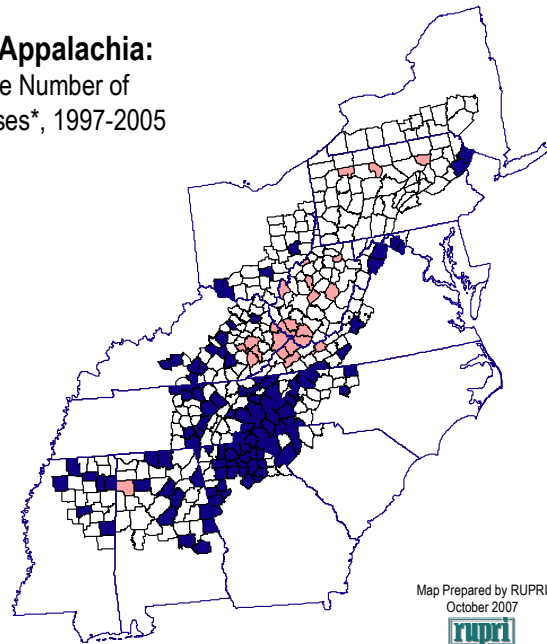 Appalachia:
e Number of
ses*, 1997-2005
Map Prepared by RUPRI
October 2007
rupri